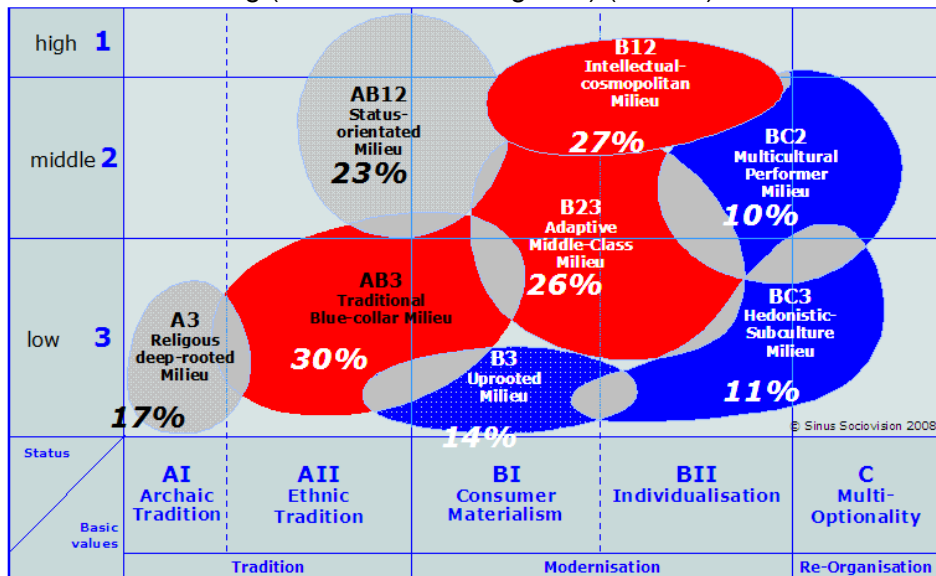 high 1
B12
Intellectual-
cosmopolitan
Milieu
27%
AB12
Status-
orientated
Milieu
23%
middle 2
BC2
Multicultural
Performer
Milieu
10%
B23
Adaptive
Middle-Class
Milieu
26%
AB3
Traditional
Blue-collar Milieu
30%
low 3
A3
Religous
deep-rooted
Milieu
17%
B3
Uprooted
Milieu
14%
BC3
Hedonistic-
Subculture
Milieu
11%
© Sinus Sociovision 2008
Status
Basic
values
AI
Archaic
Tradition
AII
Ethnic
Tradition
BI
Consumer
Materialism
BII
Individualisation
C
Multi-
Optionality
Tradition
Modernisation
Re-Organisation